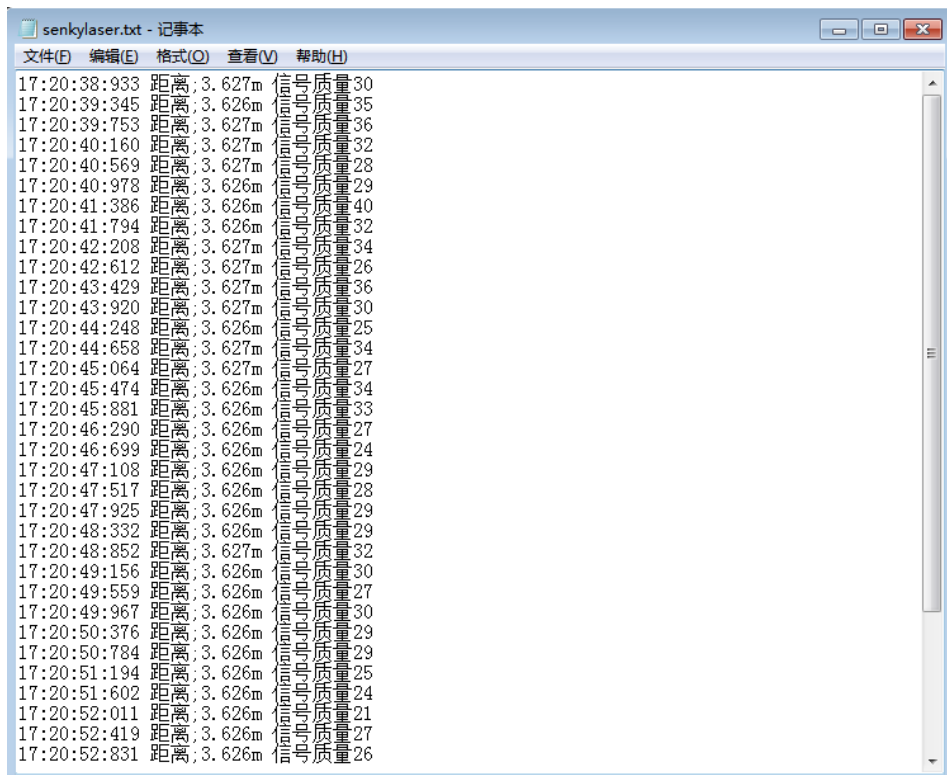 senkylaser.txt - 记事本
文件(F) 编辑(E) 格式(O) 查看(V) 帮助(H)
17:20:38:933 距离;3.627m 信号质量30
17:20:39:345 距离;3.626m 信号质量35
17:20:39:753 距离;3.627m 信号质量36
17:20:40:160 距离;3.627m 信号质量32
17:20:40:569 距离;3.627m 信号质量28
17:20:40:978 距离;3.626m 信号质量29
17:20:41:386 距离;3.626m 信号质量40
17:20:41:794 距离;3.626m 信号质量32
17:20:42:208 距离;3.627m 信号质量34
17:20:42:612 距离;3.627m 信号质量26
17:20:43:429 距离;3.626m 信号质量36
17:20:43:920 距离;3.627m 信号质量30
17:20:44:248 距离;3.626m 信号质量25
17:20:44:658 距离;3.627m 信号质量34
17:20:45:064 距离;3.627m 信号质量27
17:20:45:474 距离;3.626m 信号质量34
17:20:45:881 距离;3.626m 信号质量33
17:20:46:290 距离;3.626m 信号质量27
17:20:46:699 距离;3.626m 信号质量24
17:20:47:108 距离;3.626m 信号质量29
17:20:47:517 距离;3.626m 信号质量28
17:20:47:925 距离;3.626m 信号质量29
17:20:48:332 距离;3.626m 信号质量29
17:20:48:852 距离;3.627m 信号质量32
17:20:49:156 距离;3.626m 信号质量30
17:20:49:559 距离;3.626m 信号质量27
17:20:49:967 距离;3.626m 信号质量30
17:20:50:376 距离;3.626m 信号质量29
17:20:50:784 距离;3.626m 信号质量29
17:20:51:194 距离;3.626m 信号质量25
17:20:51:602 距离;3.626m 信号质量24
17:20:52:011 距离;3.626m 信号质量21
17:20:52:419 距离;3.626m 信号质量27
17:20:52:831 距离;3.626m 信号质量26